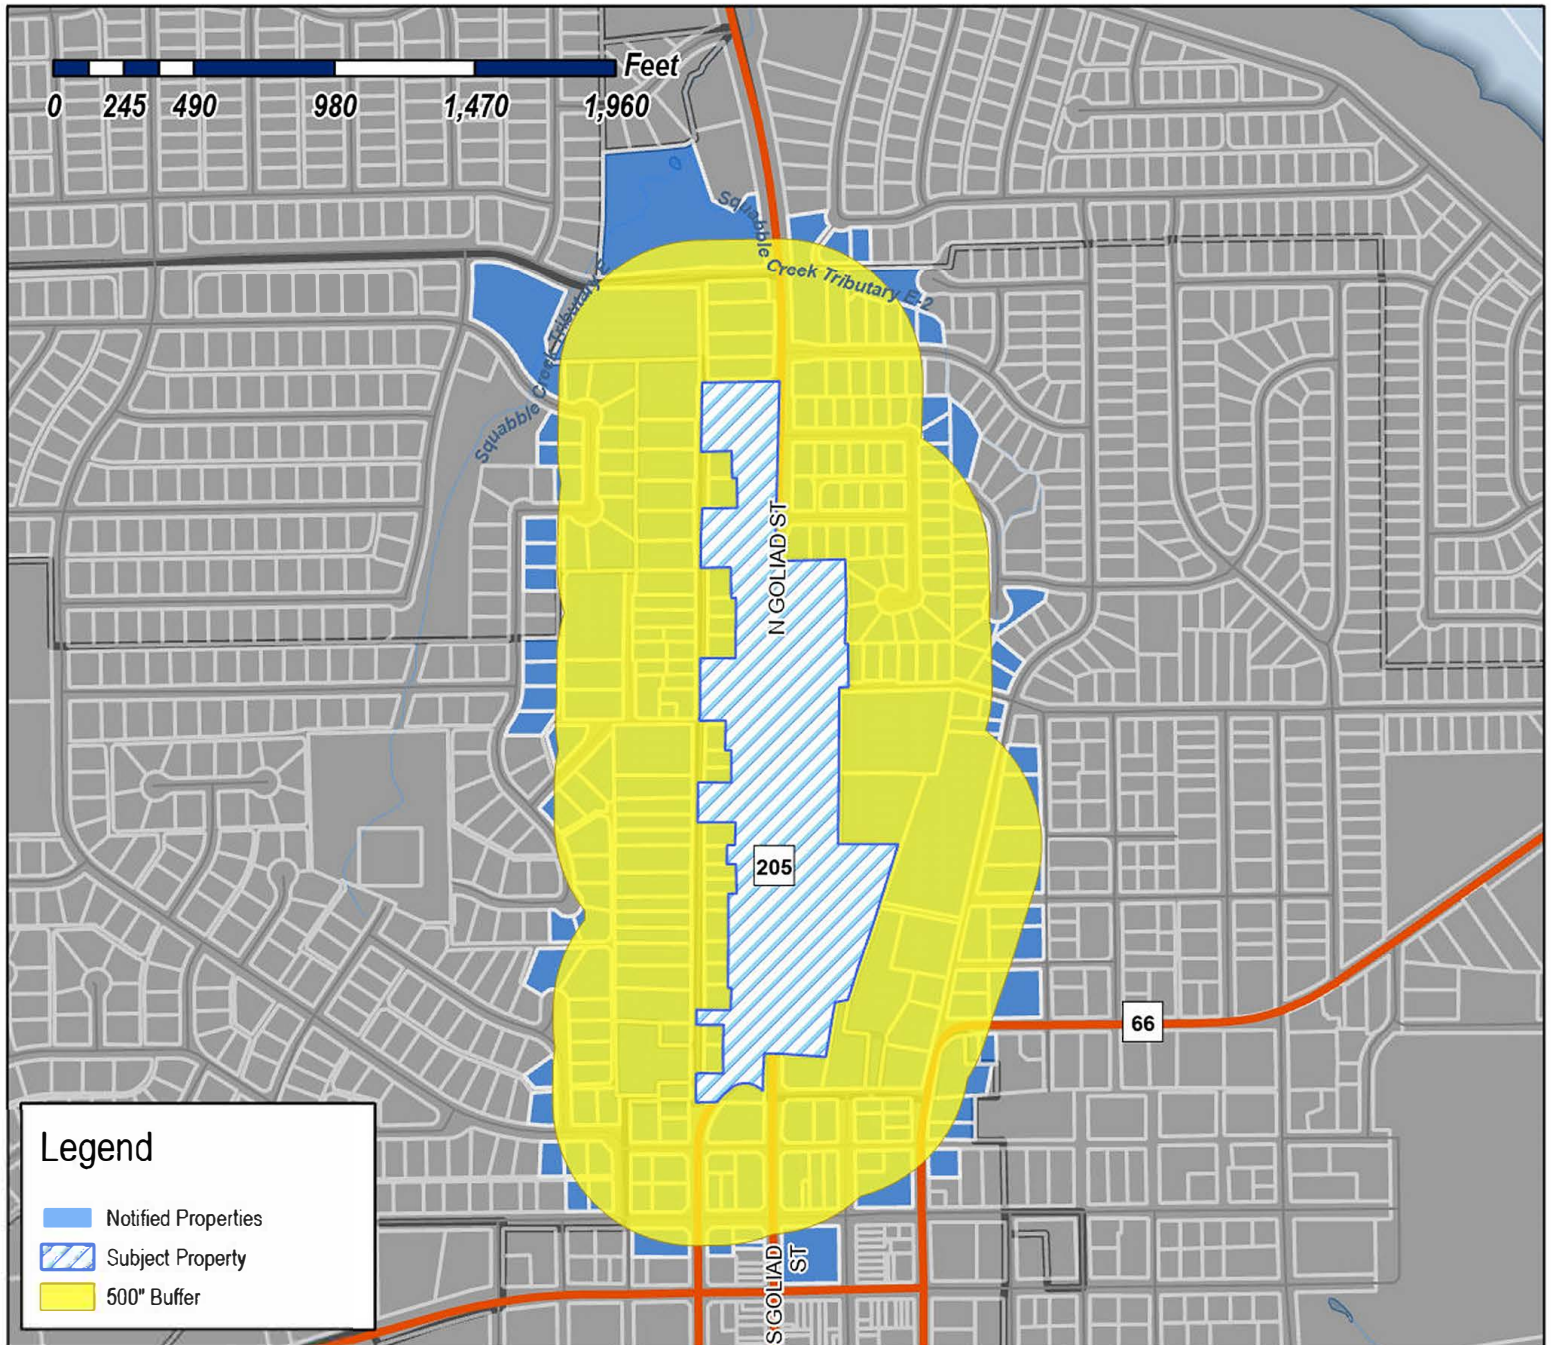 Feet
0 245 490 980 1,470 1,960
Squabble
Creek Tributary E-2
Squabble Creek Tributary E
N GOLIAD ST
205
66
Legend
Notified Properties
Subject Property
500" Buffer
S GOLIAD
ST